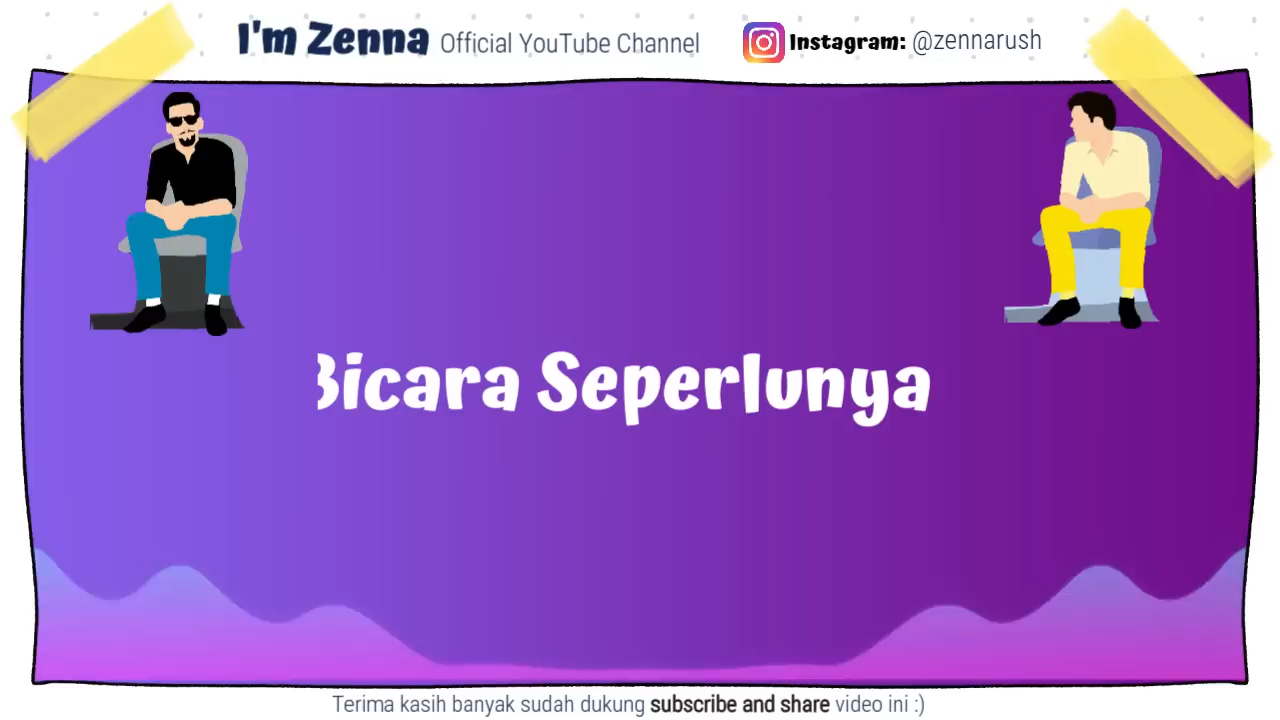 I'm Zenna Official YouTube Channel
Instagram: @zennarush
Bicara Seperlunya
Terima kasih banyak sudah dukung subscribe and share video ini :)